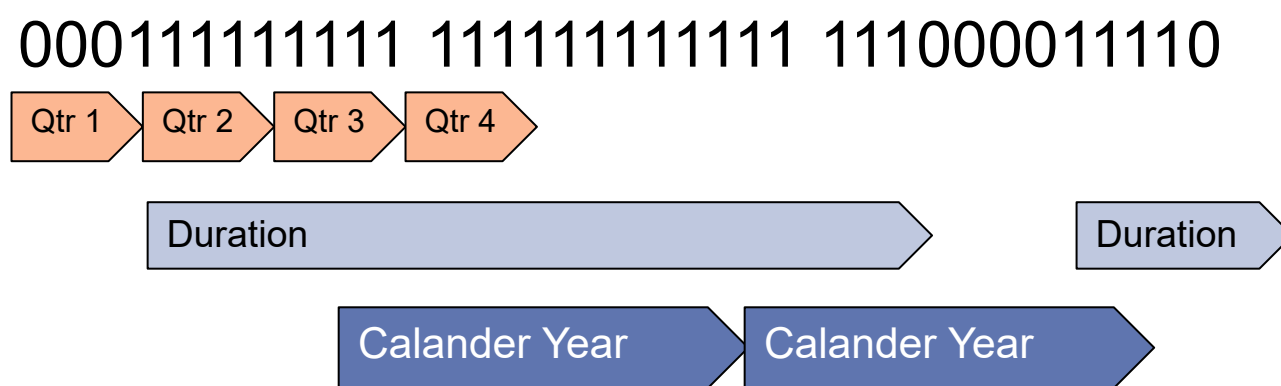 000111111111 111111111111 111000011110
Qtr 1 Qtr 2 Qtr 3 Qtr 4
Duration Duration
Calander Year Calander Year